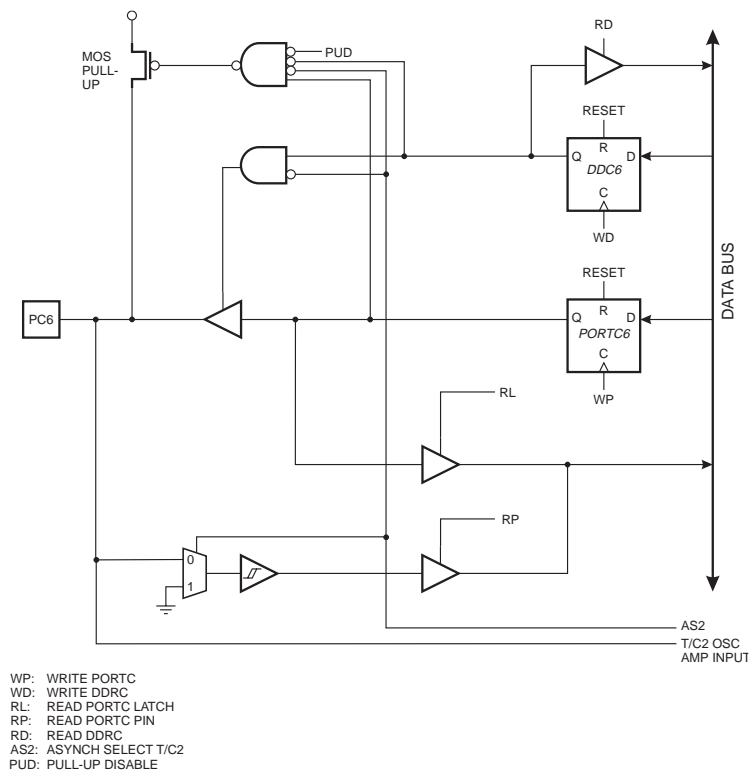 RD
MOS
PULL-
UP
PUD
RESET
R
Q
D
DDC6
C
WD
RESET
R
Q
D
PC6
PORTC6
C
WP
DATA BUS
RL
RP
0
1
AS2
T/C2 OSC
AMP INPUT
WP: WRITE PORTC
WD: WRITE DDRC
RL: READ PORTC LATCH
RP: READ PORTC PIN
RD: READ DDRC
AS2: ASYNCH SELECT T/C2
PUD: PULL-UP DISABLE